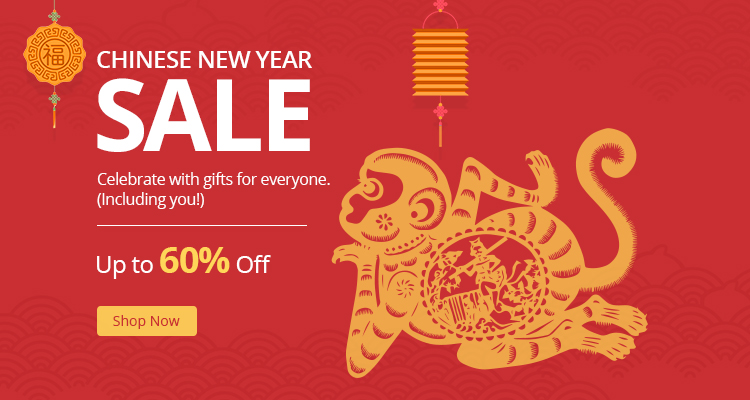 福
CHINESE NEW YEAR
SALE
Celebrate with gifts for everyone.
(Including you!)
Up to 60% Off
Shop Now